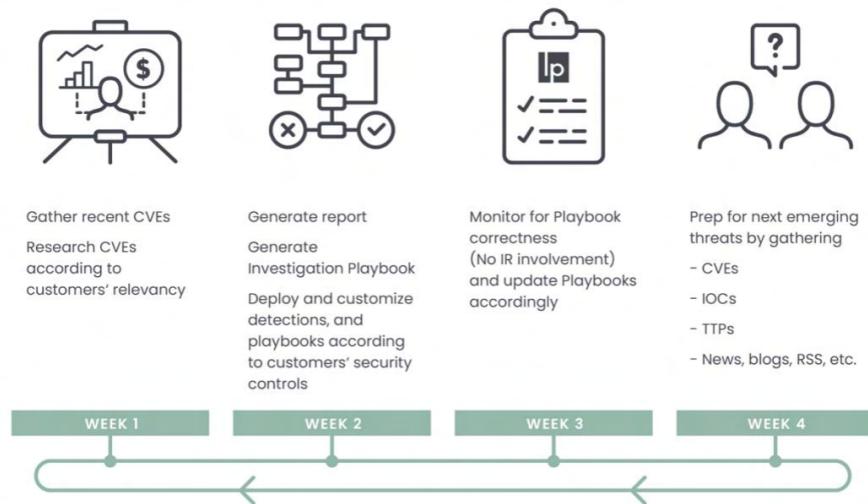 $
lp
?
Gather recent CVEs
Research CVEs
according to
customers' relevancy
Generate report
Generate
Investigation Playbook
Deploy and customize
detections, and
playbooks according
to customers' security
controls
Monitor for Playbook
correctness
(No IR involvement)
and update Playbooks
accordingly
Prep for next emerging
threats by gathering
- CVEs
- IOCs
- TTPs
- News, blogs, RSS, etc.
WEEK 1
WEEK 2
WEEK 3
WEEK 4